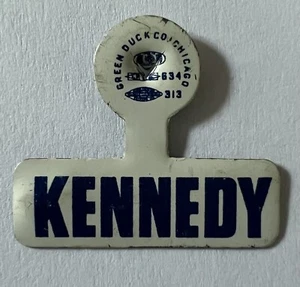 GREEN DUCK CO. CHICAGO
634
313
KENNEDY